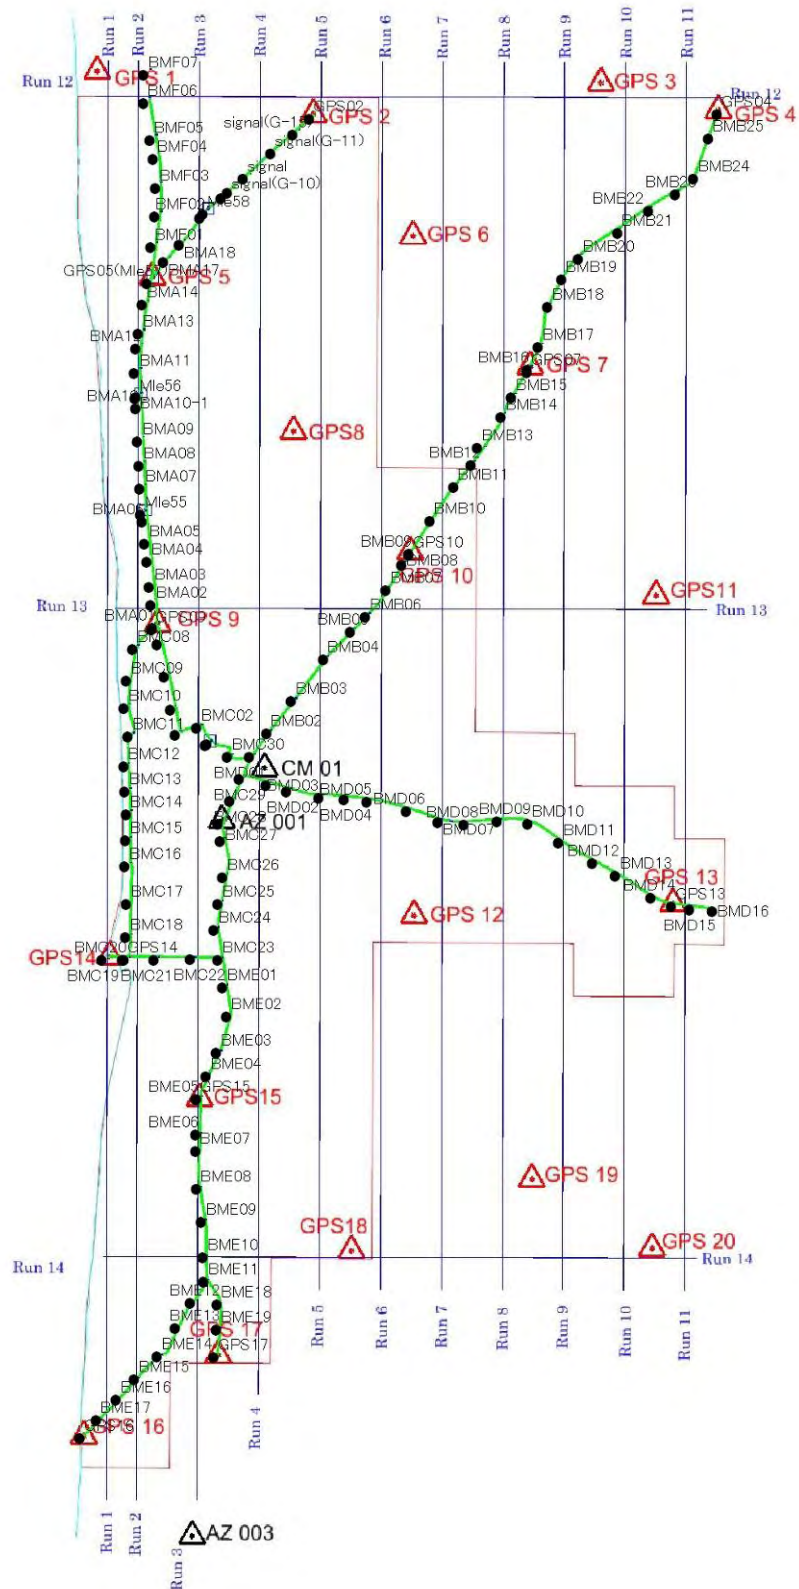 Run 1
Run 2
Run 3
Run 4
Run 5
Run 6
Run 7
Run 8
Run 9
Run 10
Run 11
Run 12
GPS 1
BMF07
BMF06
GPS 3
Run 12
GPS02
GPS 2
GPS04
GPS 4
BMF05
signal(G-11)
BMB25
BMF04
signal
BMB24
BMF03
signal(G-10)
BMB22
BMF02
Mle58
BMB21
BMF01
GPS 6
BMA18
BMB20
BMA17
BMB19
GPS 5
BMA14
BMB18
BMA13
BMB17
BMA11
GPS07
GPS 7
Mle56
BMB15
BMA10-1
BMB14
BMA09
GPS8
BMB13
BMA08
BMA07
BMB11
Mle55
BMB10
BMA05
BMB09
GPS10
BMA04
BMB08
GPS 10
BMA03
BMB07
GPS11
BMA02
BMB06
Run 13
Run 13
GPS 9
BMC08
BMB04
BMC09
BMB03
BMC10
BMC11
BMC02
BMB02
BMC12
BMC30
CM 01
BMC13
BMD03
BMD05
BMD06
BMC14
BMC29
BMD02
BMD04
BMD08
BMD09
BMD10
AZ 001
BMD07
BMC15
BMC27
BMD11
BMC16
BMC26
BMD12
BMD13
BMC17
BMC25
BMD14
GPS 13
GPS13
BMC18
BMC24
GPS 12
BMD15
BMD16
GPS14
BMC20
GPS14
BMC23
BMC19
BMC21
BMC22
BME01
BME02
BME03
BME04
BME05
GPS15
GPS15
BME06
BME07
BME08
GPS 19
BME09
GPS18
GPS 20
BME10
Run 14
Run 14
BME11
BME12
BME18
BME13
BME19
GPS 17
BME14
GPS17
BME15
BME16
BME17
GPS 16
Run 1
Run 2
Run 3
Run 4
Run 5
Run 6
Run 7
Run 8
Run 9
Run 10
Run 11
AZ 003